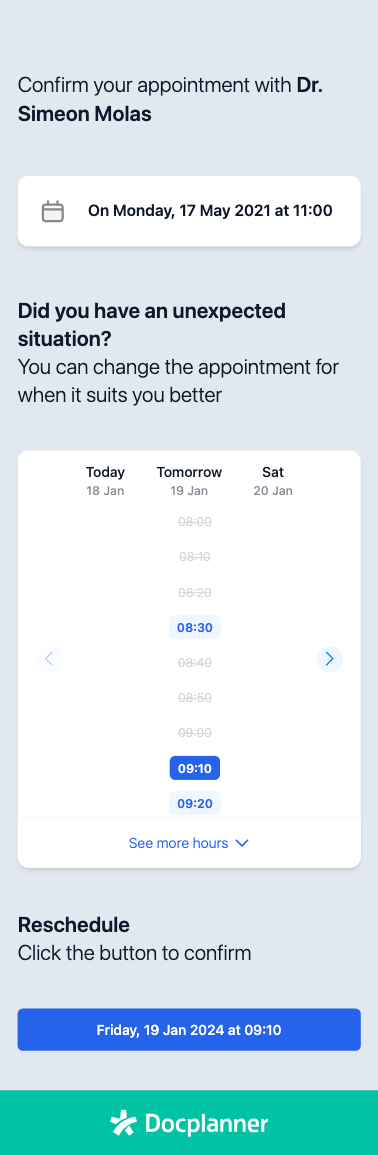 Confirm your appointment with Dr.
Simeon Molas
On Monday, 17 May 2021 at 11:00
Did you have an unexpected
situation?
You can change the appointment for
when it suits you better
Today Tomorrow Sat
18 Jan 19 Jan 20 Jan
08:00
08:10
08:20
08:30
08:40
08:50
09:00
09:10
09:20
See more hours
Reschedule
Click the button to confirm
Friday, 19 Jan 2024 at 09:10
Docplanner